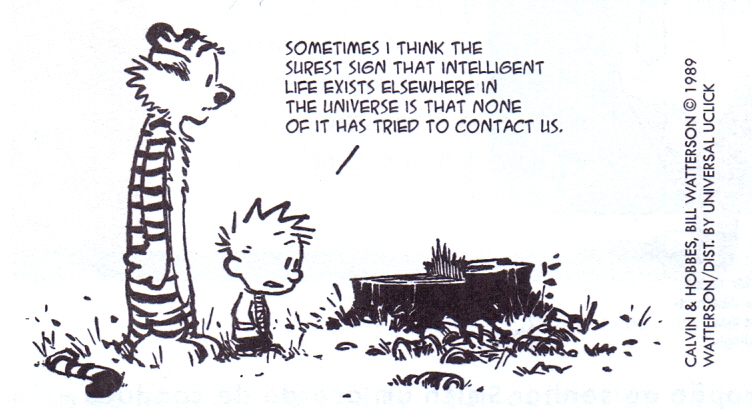 SOMETIMES I THINK THE
SUREST SIGN THAT INTELLIGENT
LIFE EXISTS ELSEWHERE IN
THE UNIVERSE IS THAT NONE
OF IT HAS TRIED TO CONTACT US.
CALVIN & HOBBES, BILL WATTERSON © 1989
WATTERSON/DIST. BY UNIVERSAL UCLICK